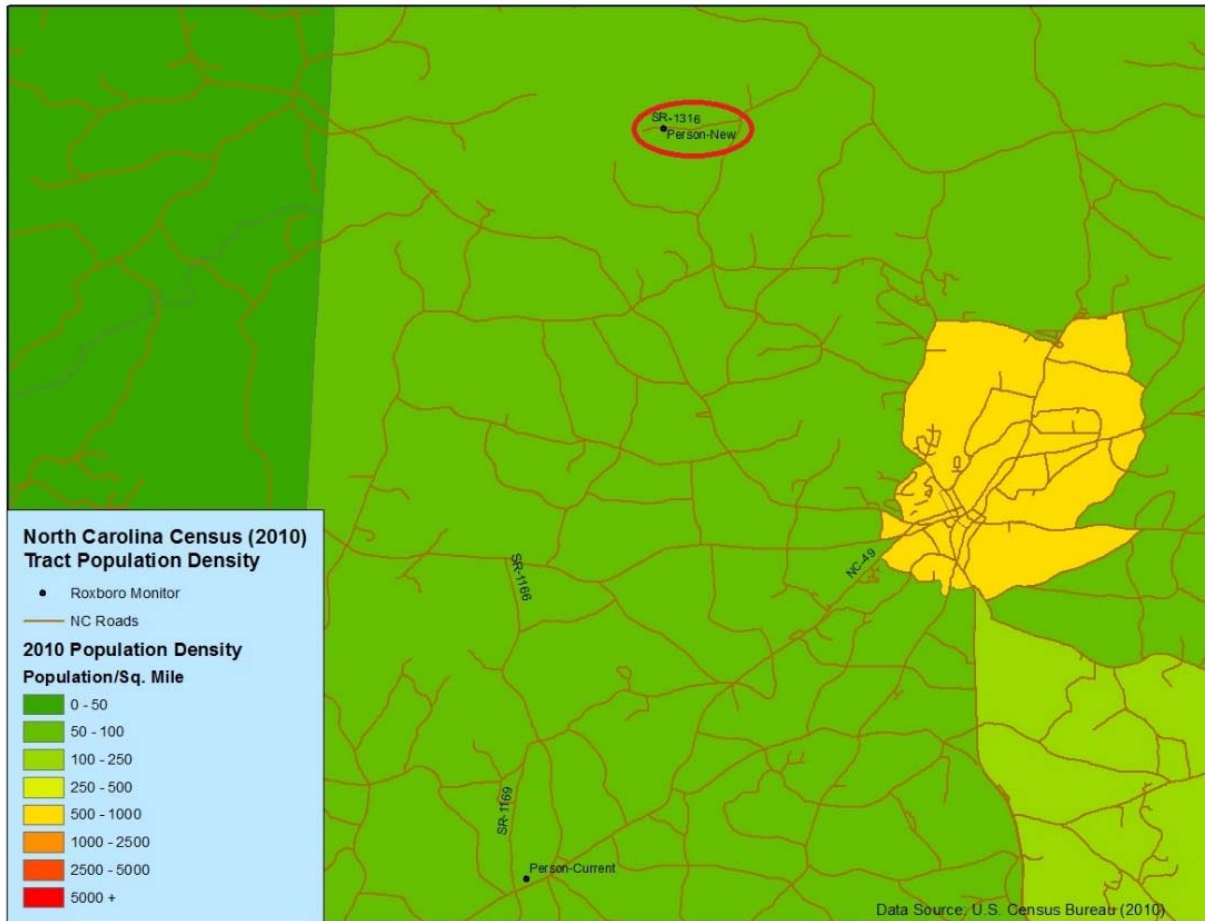 SR-1316
Person-New
NC-49
SR-1166
SR-1169
Person-Current
North Carolina Census (2010)
Tract Population Density
Roxboro Monitor
NC Roads
2010 Population Density
Population/Sq. Mile
0 - 50
50 - 100
100 - 250
250 - 500
500 - 1000
1000 - 2500
2500 - 5000
5000 +
Data Source: U.S. Census Bureau (2010)